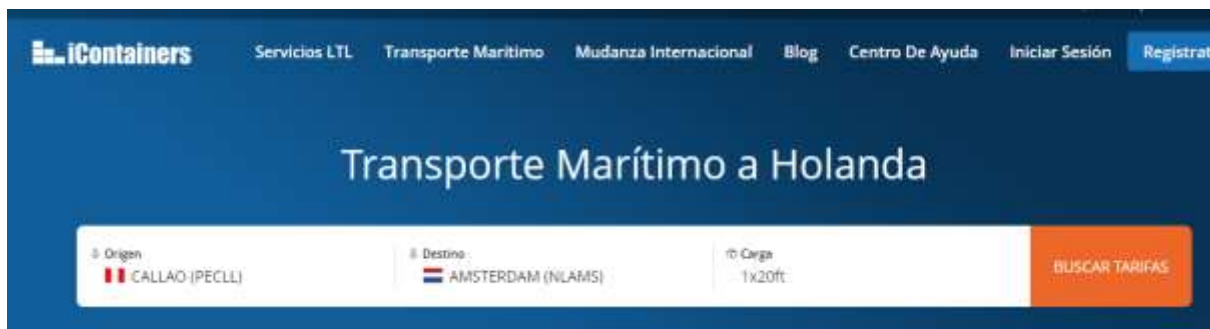 iContainers Servicios LTL Transporte Marítimo Mudanza Internacional Blog Centro De Ayuda Iniciar Sesión Registrat
Transporte Marítimo a Holanda
Origen Destino Carga
CALLAO (PECLL) AMSTERDAM (NLAMS) 1x20ft
BUSCAR TARIFAS